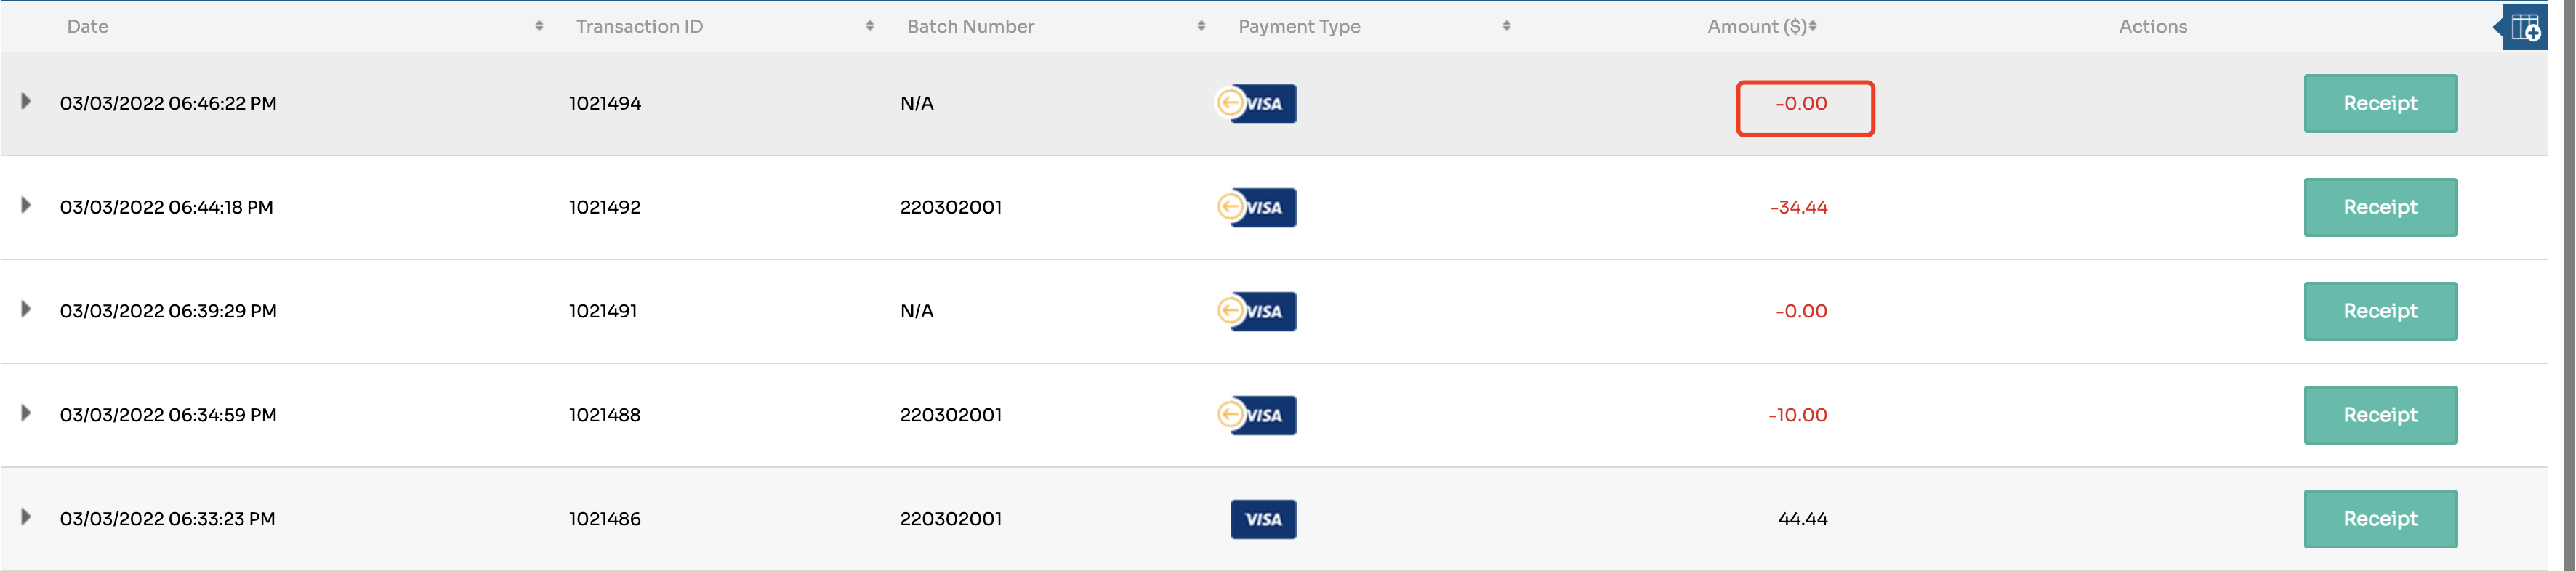 Date Transaction ID Batch Number Payment Type Amount ($) Actions
03/03/2022 06:46:22 PM 1021494 N/A VISA -0.00 Receipt
03/03/2022 06:44:18 PM 1021492 220302001 VISA -34.44 Receipt
03/03/2022 06:39:29 PM 1021491 N/A VISA -0.00 Receipt
03/03/2022 06:34:59 PM 1021488 220302001 VISA -10.00 Receipt
03/03/2022 06:33:23 PM 1021486 220302001 VISA 44.44 Receipt